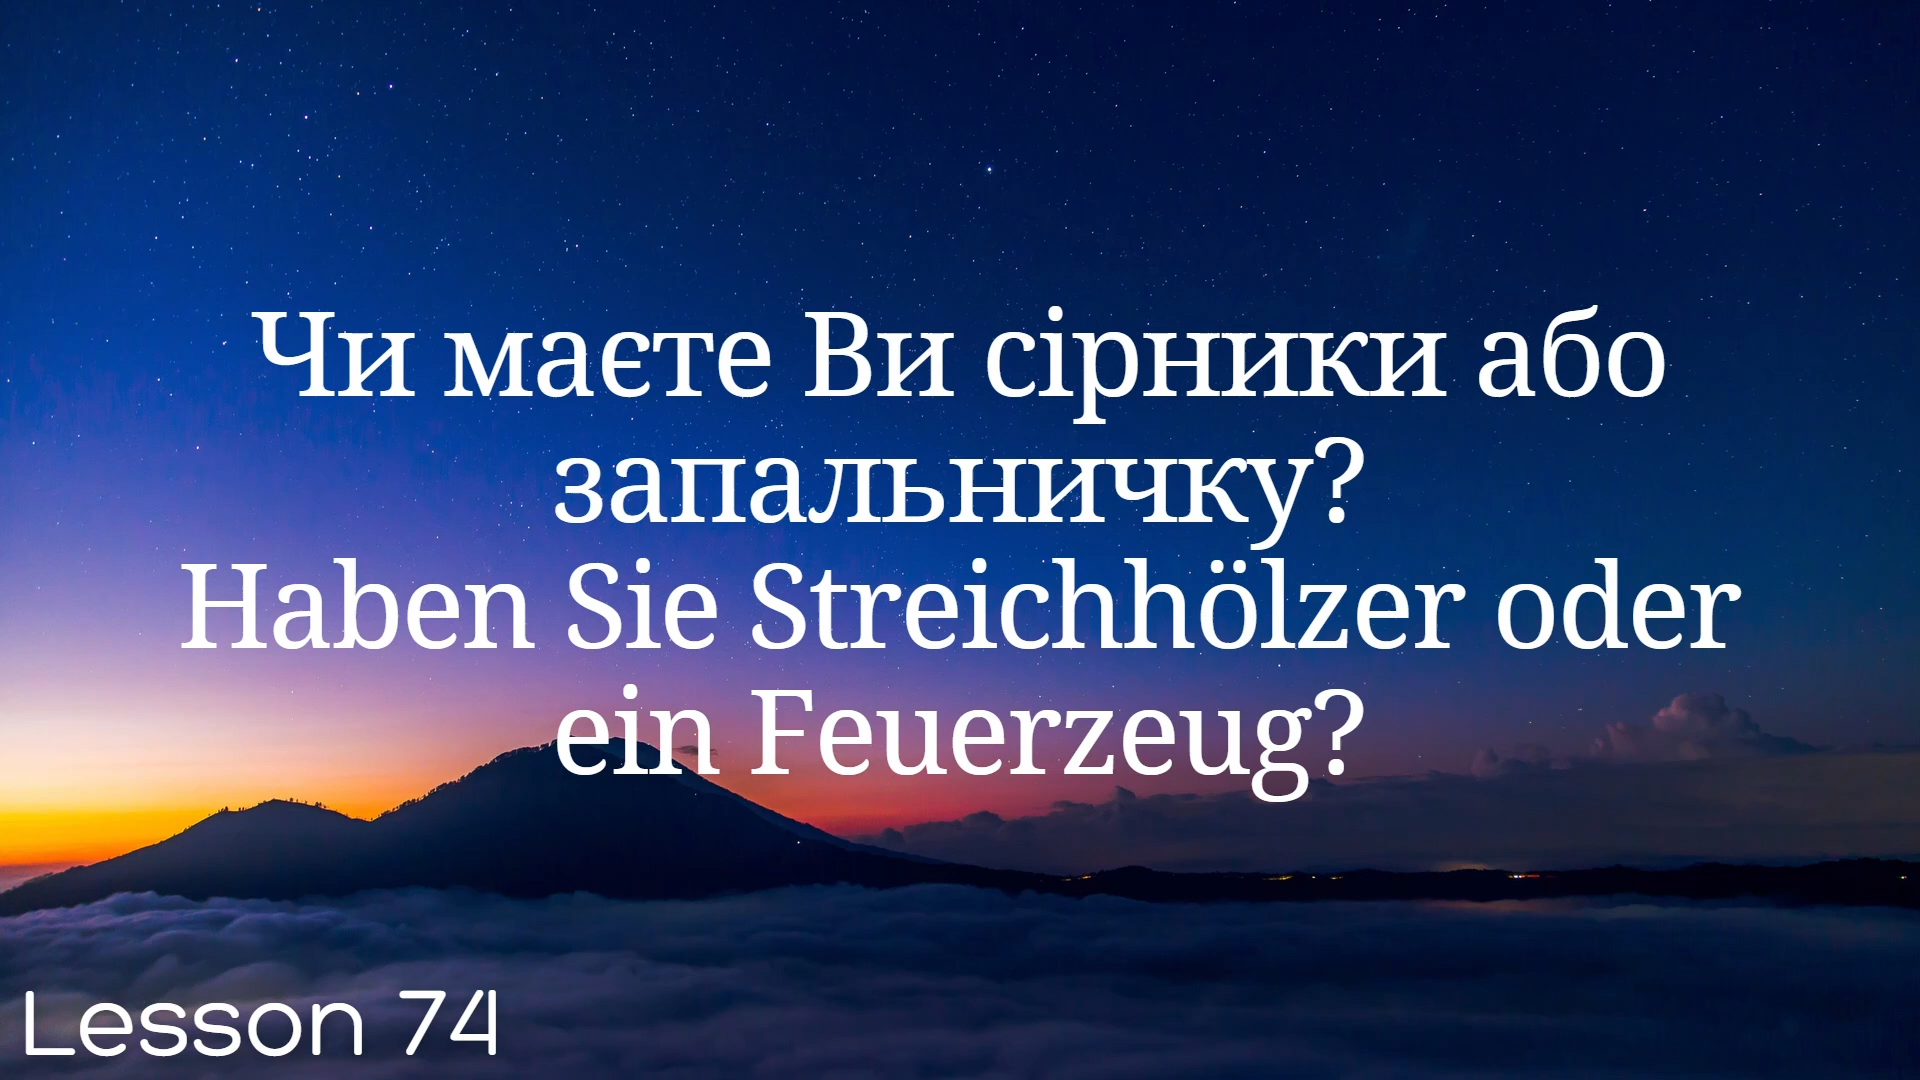 Чи маєте Ви сірники або
запальничку?
Haben Sie Streichhölzer oder
ein Feuerzeug?
Lesson 74